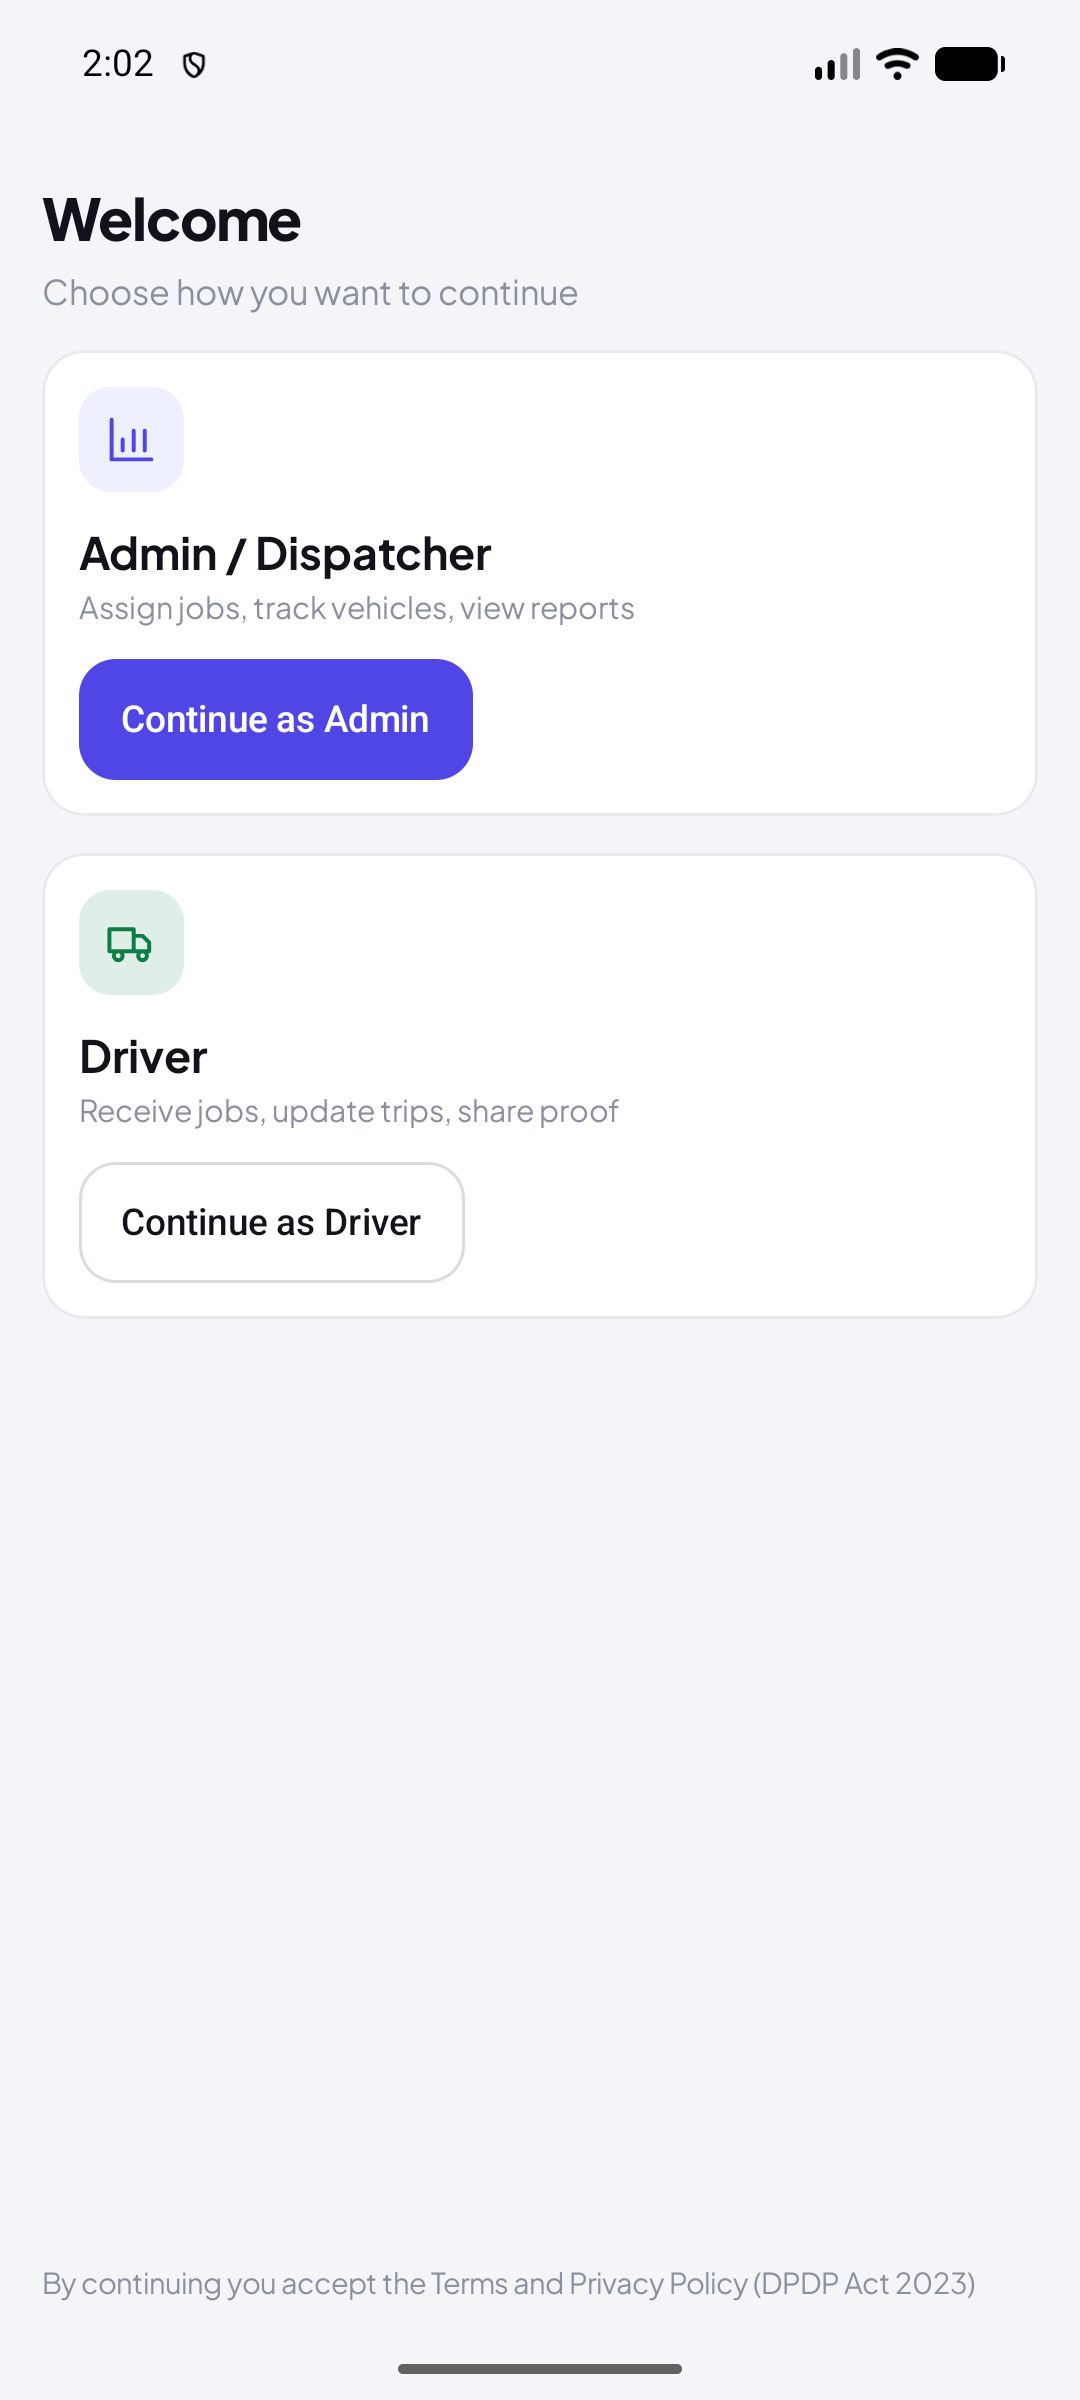 2:02
Welcome
Choose how you want to continue
Admin / Dispatcher
Assign jobs, track vehicles, view reports
Continue as Admin
Driver
Receive jobs, update trips, share proof
Continue as Driver
By continuing you accept the Terms and Privacy Policy (DPDP Act 2023)